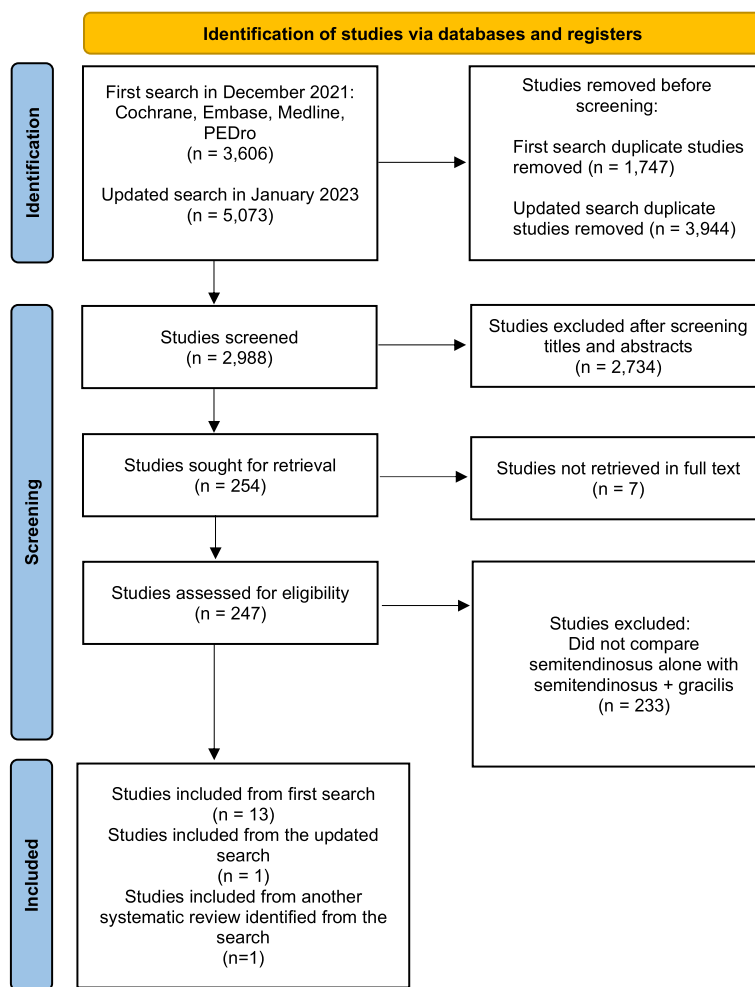 Identification of studies via databases and registers
Identification
First search in December 2021:
Cochrane, Embase, Medline,
PEDro
(n = 3,606)
Updated search in January 2023
(n = 5,073)
Studies removed before
screening:
First search duplicate studies
removed (n = 1,747)
Updated search duplicate
studies removed (n = 3,944)
Screening
Studies screened
(n = 2,988)
Studies excluded after screening
titles and abstracts
(n = 2,734)
Studies sought for retrieval
(n = 254)
Studies not retrieved in full text
(n = 7)
Studies assessed for eligibility
(n = 247)
Studies excluded:
Did not compare
semitendinosus alone with
semitendinosus + gracilis
(n = 233)
Included
Studies included from first search
(n = 13)
Studies included from the updated
search
(n = 1)
Studies included from another
systematic review identified from the
search
(n=1)